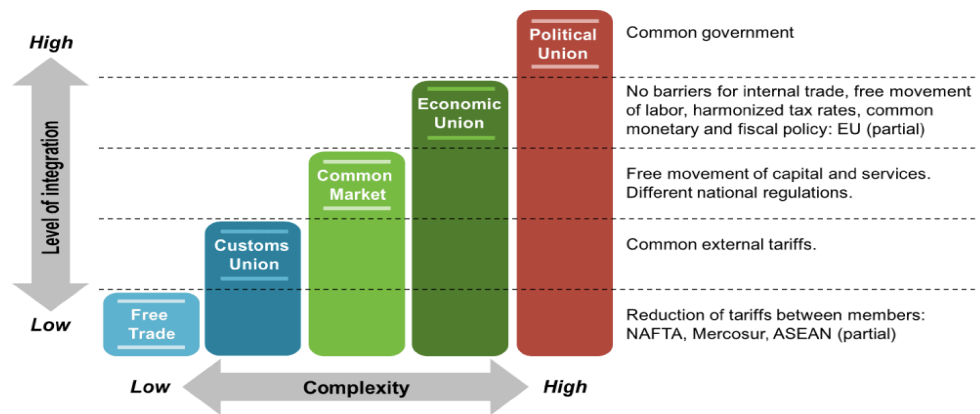 High
Level of integration
Low
Political
Union
Common government
Economic
Union
No barriers for internal trade, free movement
of labor, harmonized tax rates, common
monetary and fiscal policy: EU (partial)
Common
Market
Free movement of capital and services.
Different national regulations.
Customs
Union
Common external tariffs.
Free
Trade
Reduction of tariffs between members:
NAFTA, Mercosur, ASEAN (partial)
Low
Complexity
High